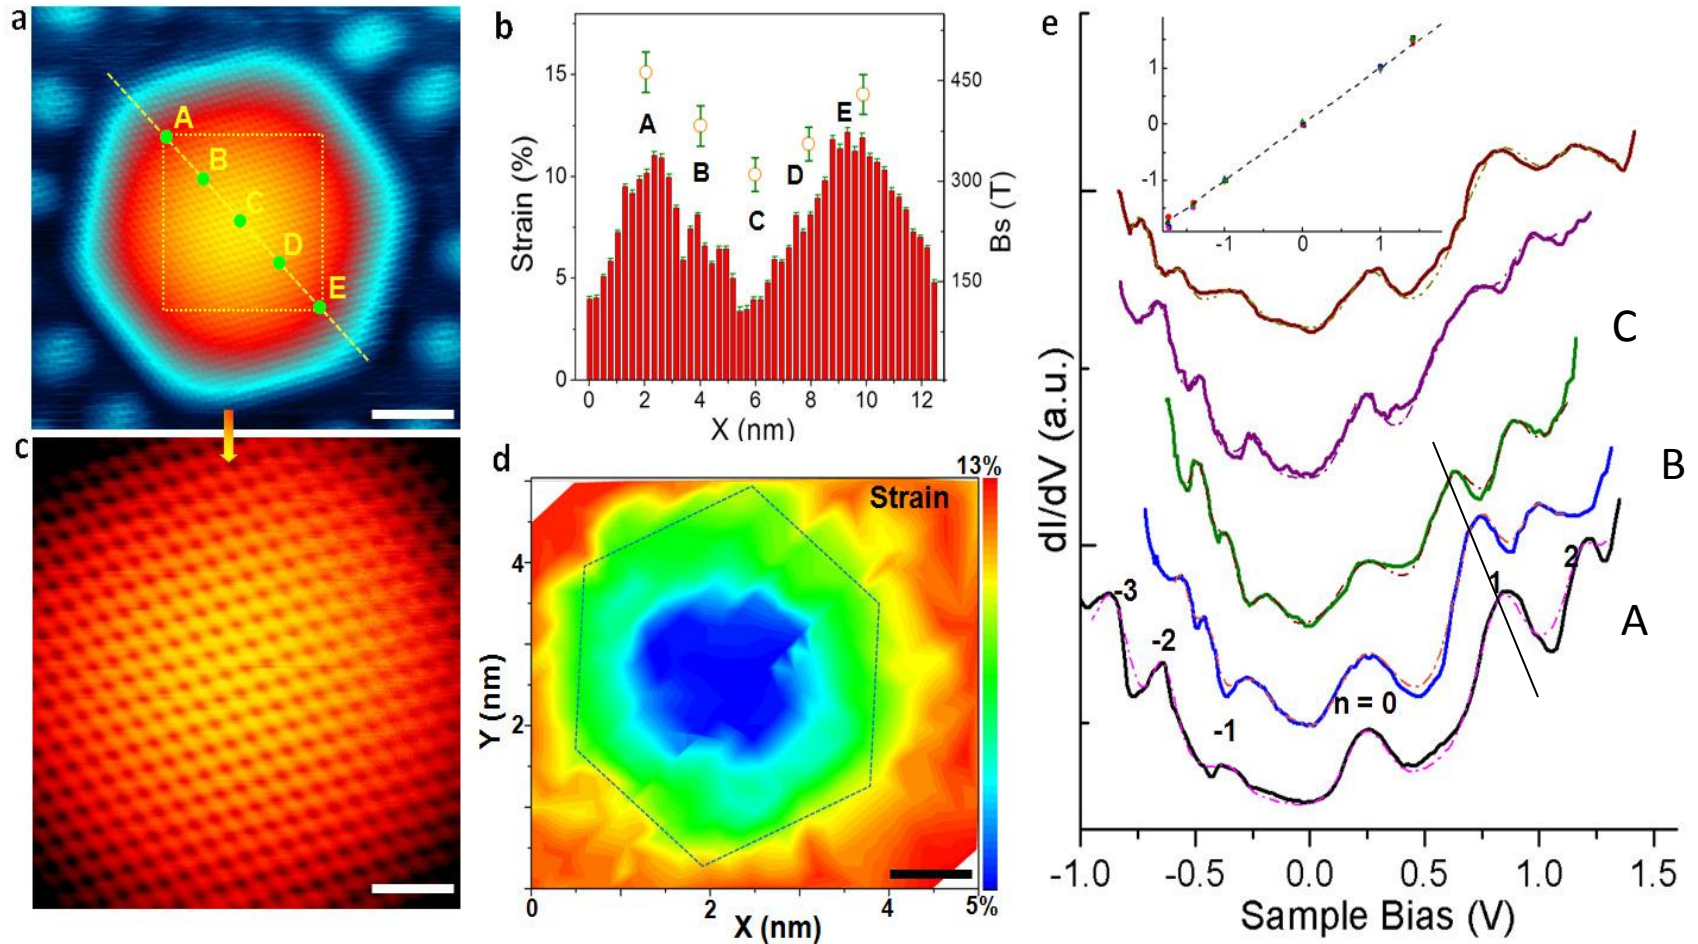 a
A
B
C
D
E
b
Strain (%)
15
10
5
0
A
B
C
D
E
450
300
150
Bs (T)
0
2
4
6
8
10
12
X (nm)
c
d
Strain
13%
5%
Y (nm)
4
2
0
2
4
X (nm)
e
1
0
-1
-1
0
1
dI/dV (a.u.)
C
B
A
-3
-2
-1
n = 0
1
2
-1.0
-0.5
0.0
0.5
1.0
1.5
Sample Bias (V)